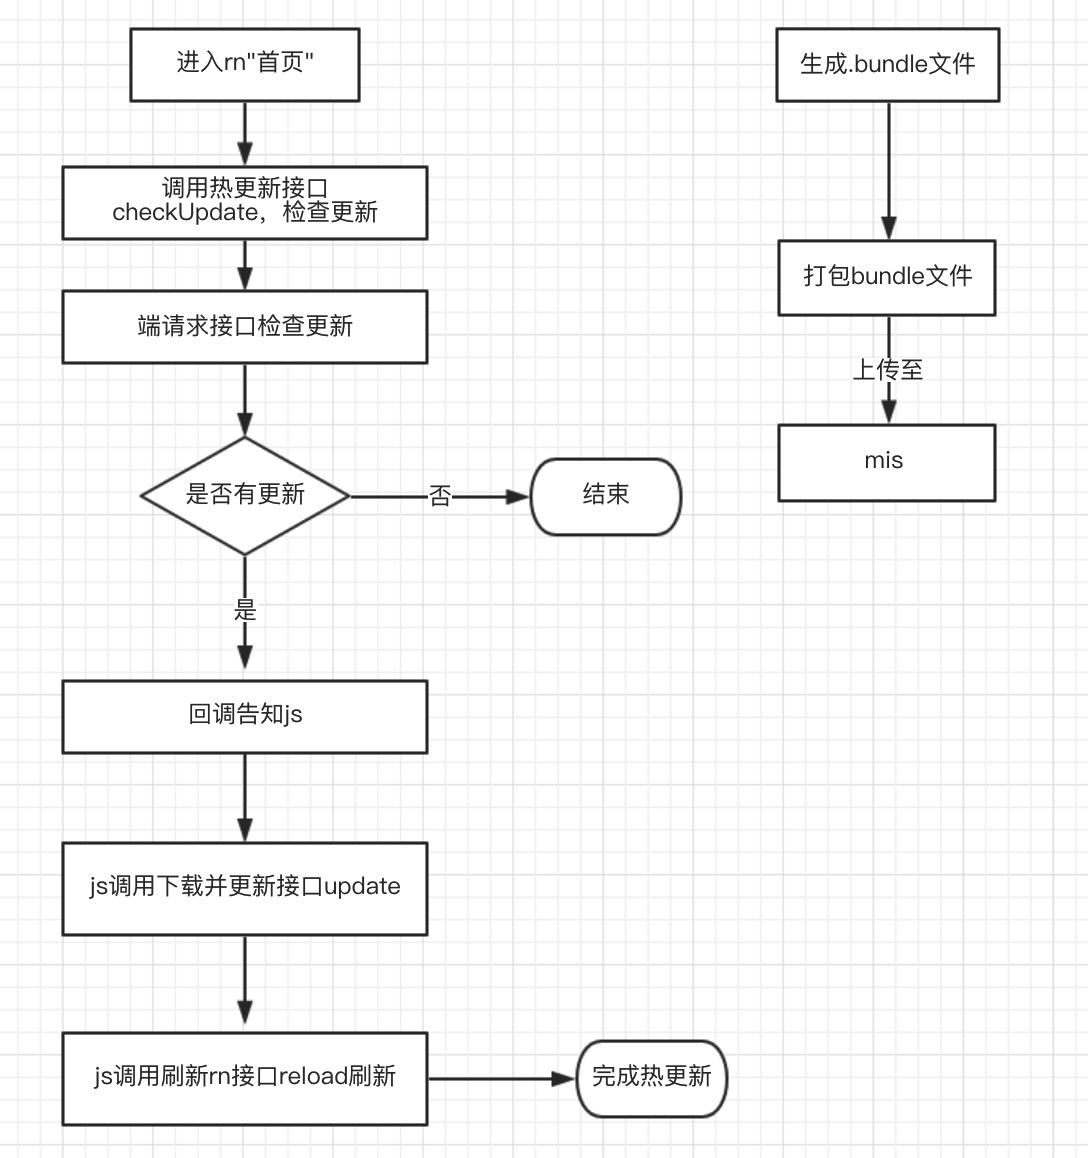 进入rn"首页"
调用热更新接口
checkUpdate，检查更新
端请求接口检查更新
是否有更新
否
结束
是
回调告知js
js调用下载并更新接口update
js调用刷新rn接口reload刷新
完成热更新
生成.bundle文件
打包bundle文件
上传至
mis